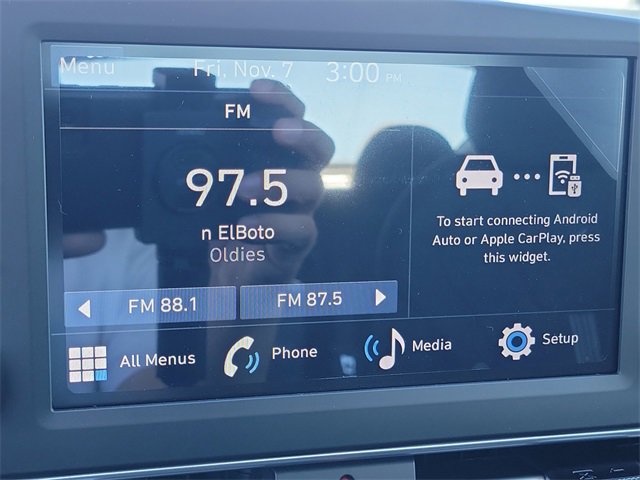 Menu Fri, Nov. 7 3:00 PM
FM
97.5
n ElBoto
Oldies
To start connecting Android
Auto or Apple CarPlay, press
this widget.
FM 88.1 FM 87.5
All Menus Phone Media Setup